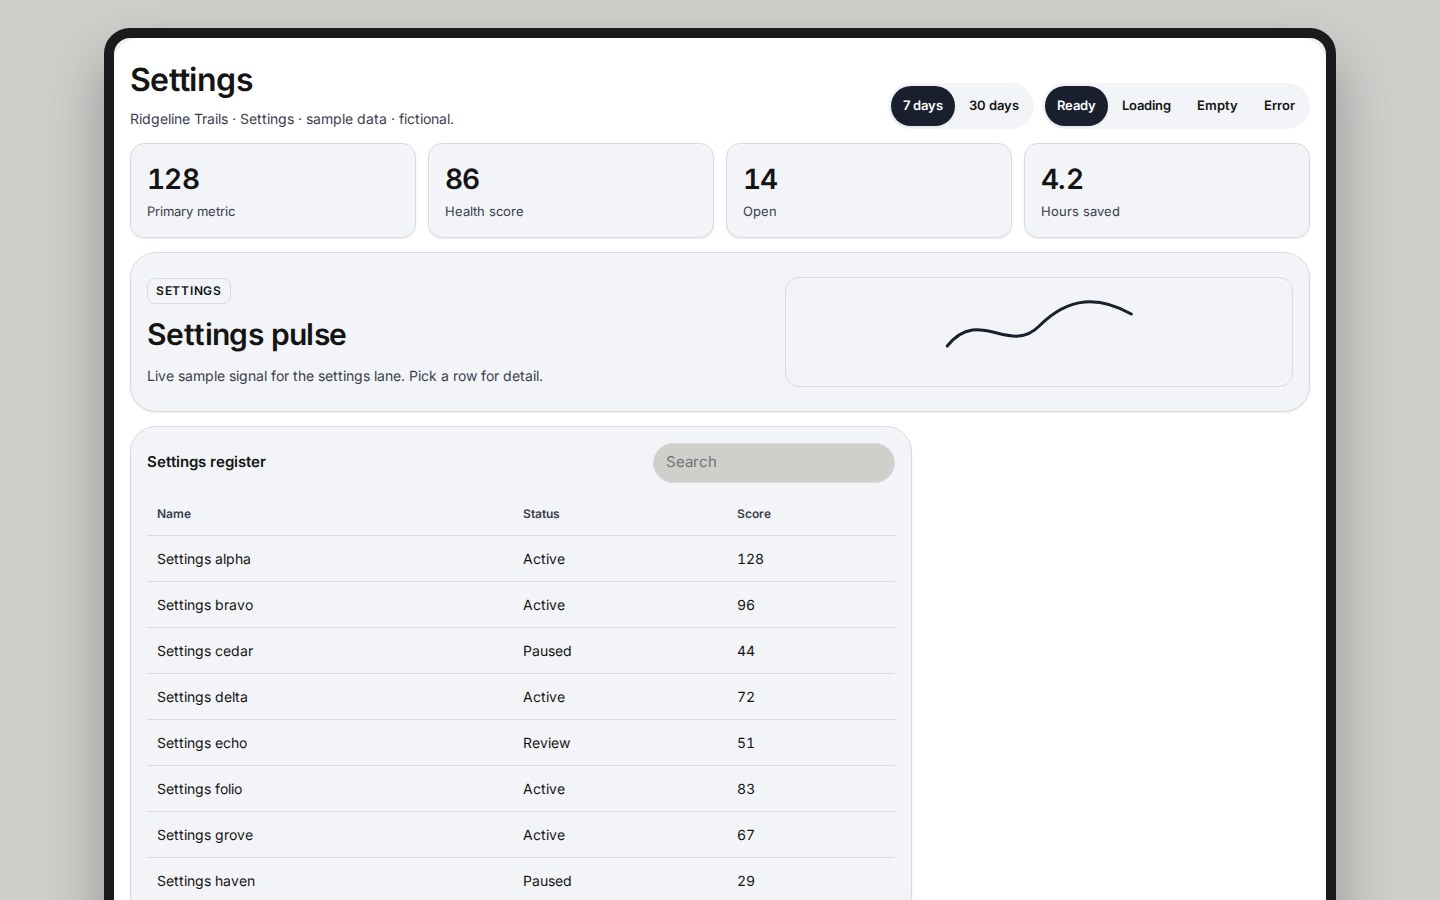 Settings
Ridgeline Trails · Settings · sample data · fictional.
7 days 30 days Ready Loading Empty Error
128 86 14 4.2
Primary metric Health score Open Hours saved
SETTINGS
Settings pulse
Live sample signal for the settings lane. Pick a row for detail.
Settings register Search
Name Status Score
Settings alpha Active 128
Settings bravo Active 96
Settings cedar Paused 44
Settings delta Active 72
Settings echo Review 51
Settings folio Active 83
Settings grove Active 67
Settings haven Paused 29